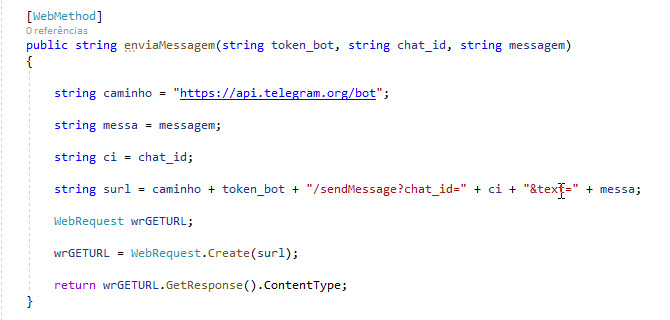 [WebMethod]
0 referências
public string enviaMessagem(string token_bot, string chat_id, string messagem)
{
string caminho = "https://api.telegram.org/bot";
string messa = messagem;
string ci = chat_id;
string surl = caminho + token_bot + "/sendMessage?chat_id=" + ci + "&text=" + messa;
WebRequest wrGETURL;
wrGETURL = WebRequest.Create(surl);
return wrGETURL.GetResponse().ContentType;
}